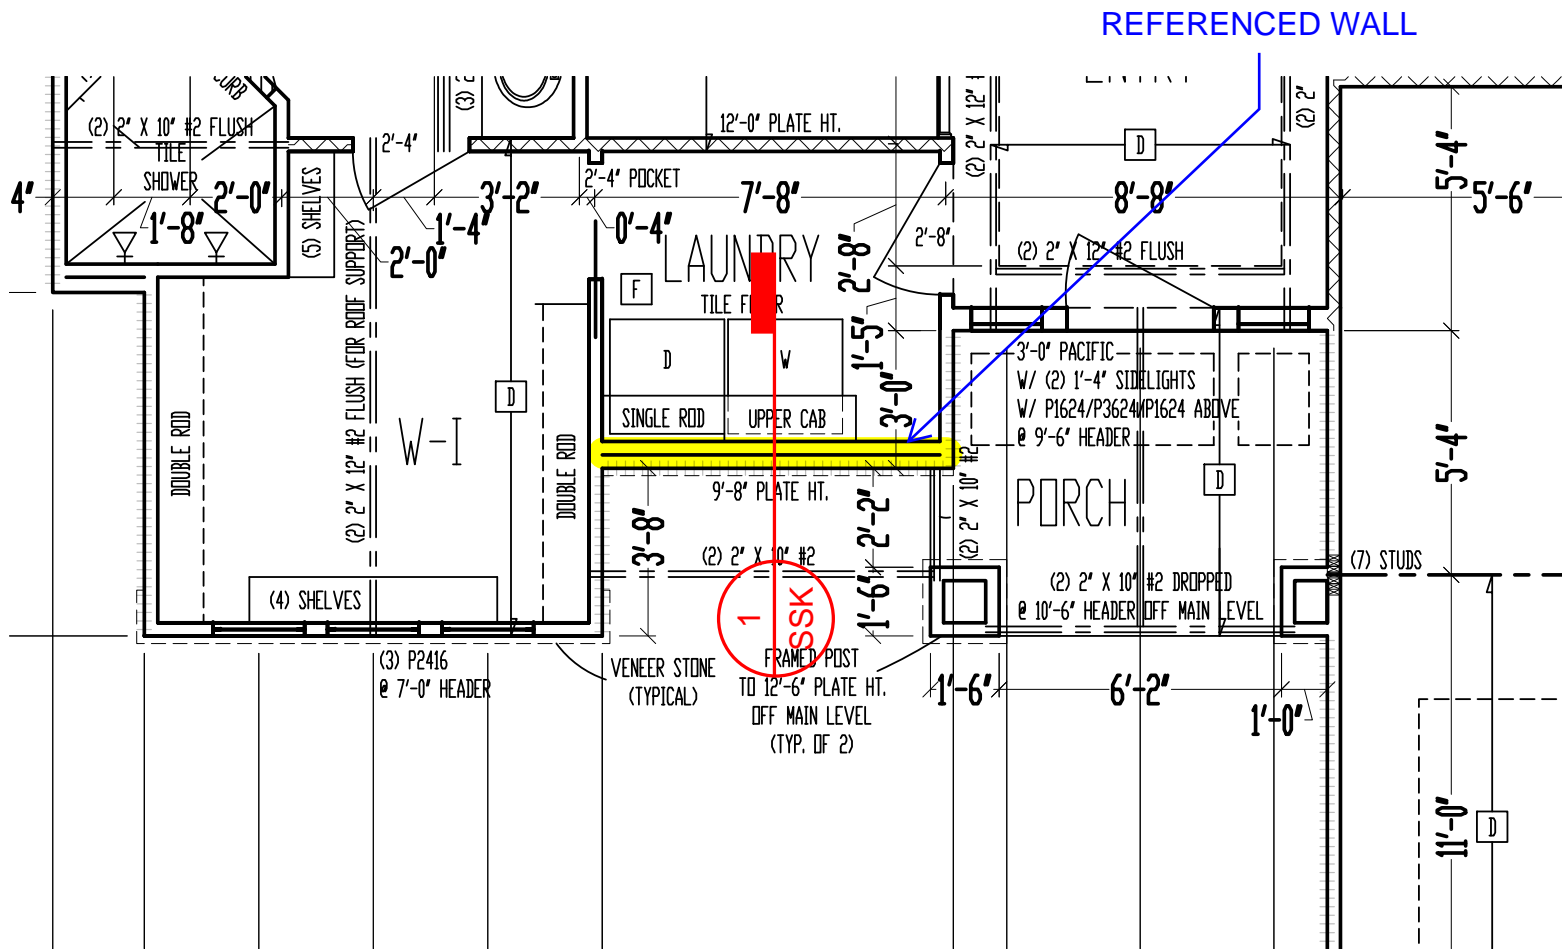 REFERENCED WALL
CURB
(3) 2"
(2) 2" X 12" #2
ENTRY
(2) 2"
(2) 2" X 10" #2 FLUSH
2'-4"
12'-0" PLATE HT.
D
5'-4"
TILE
SHOWER
2'-4" POCKET
4"
1'-8"
2'-0"
(5) SHELVES
3'-2"
1'-4"
2'-0"
0'-4"
7'-8"
8'-8"
5'-6"
LAUNDRY
TILE FLOOR
F
2'-8"
2'-8"
(2) 2" X 12" #2 FLUSH
(2) 2" X 12" #2 FLUSH (FOR ROOF SUPPORT)
D
W
1'-5"
3'-0"
3'-0" PACIFIC
W/ (2) 1'-4" SIDELIGHTS
W/ P1624/P3624/P1624 ABOVE
@ 9'-6" HEADER
D
SINGLE ROD
UPPER CAB
DOUBLE ROD
W-I
DOUBLE ROD
5'-4"
9'-8" PLATE HT.
(2) 2" X 10" #2
PORCH
D
3'-8"
2'-2"
(2) 2" X 10" #2
(7) STUDS
1
SSK
1'-6"
(4) SHELVES
(2) 2" X 10" #2 DROPPED
@ 10'-6" HEADER OFF MAIN LEVEL
(3) P2416
@ 7'-0" HEADER
VENEER STONE
(TYPICAL)
FRAMED POST
TO 12'-6" PLATE HT.
OFF MAIN LEVEL
(TYP. OF 2)
1'-6"
6'-2"
1'-0"
11'-0"
D